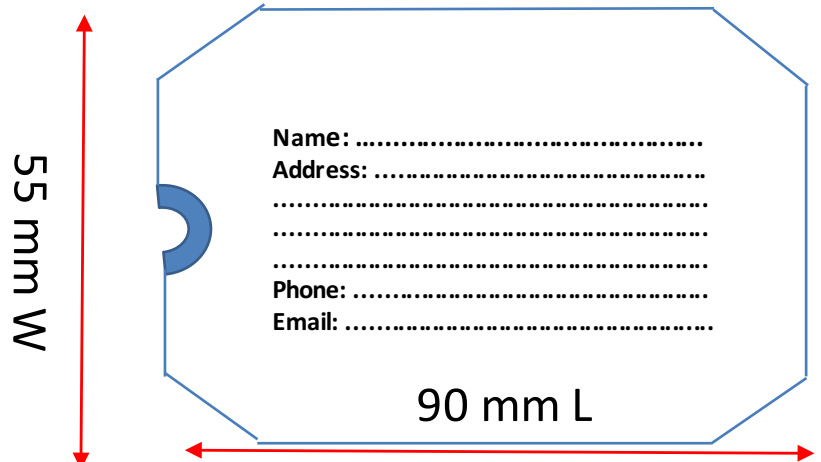 55 mm W
Name: ......................................................
Address: ...................................................
...................................................................
...................................................................
...................................................................
Phone: ......................................................
Email: ........................................................
90 mm L